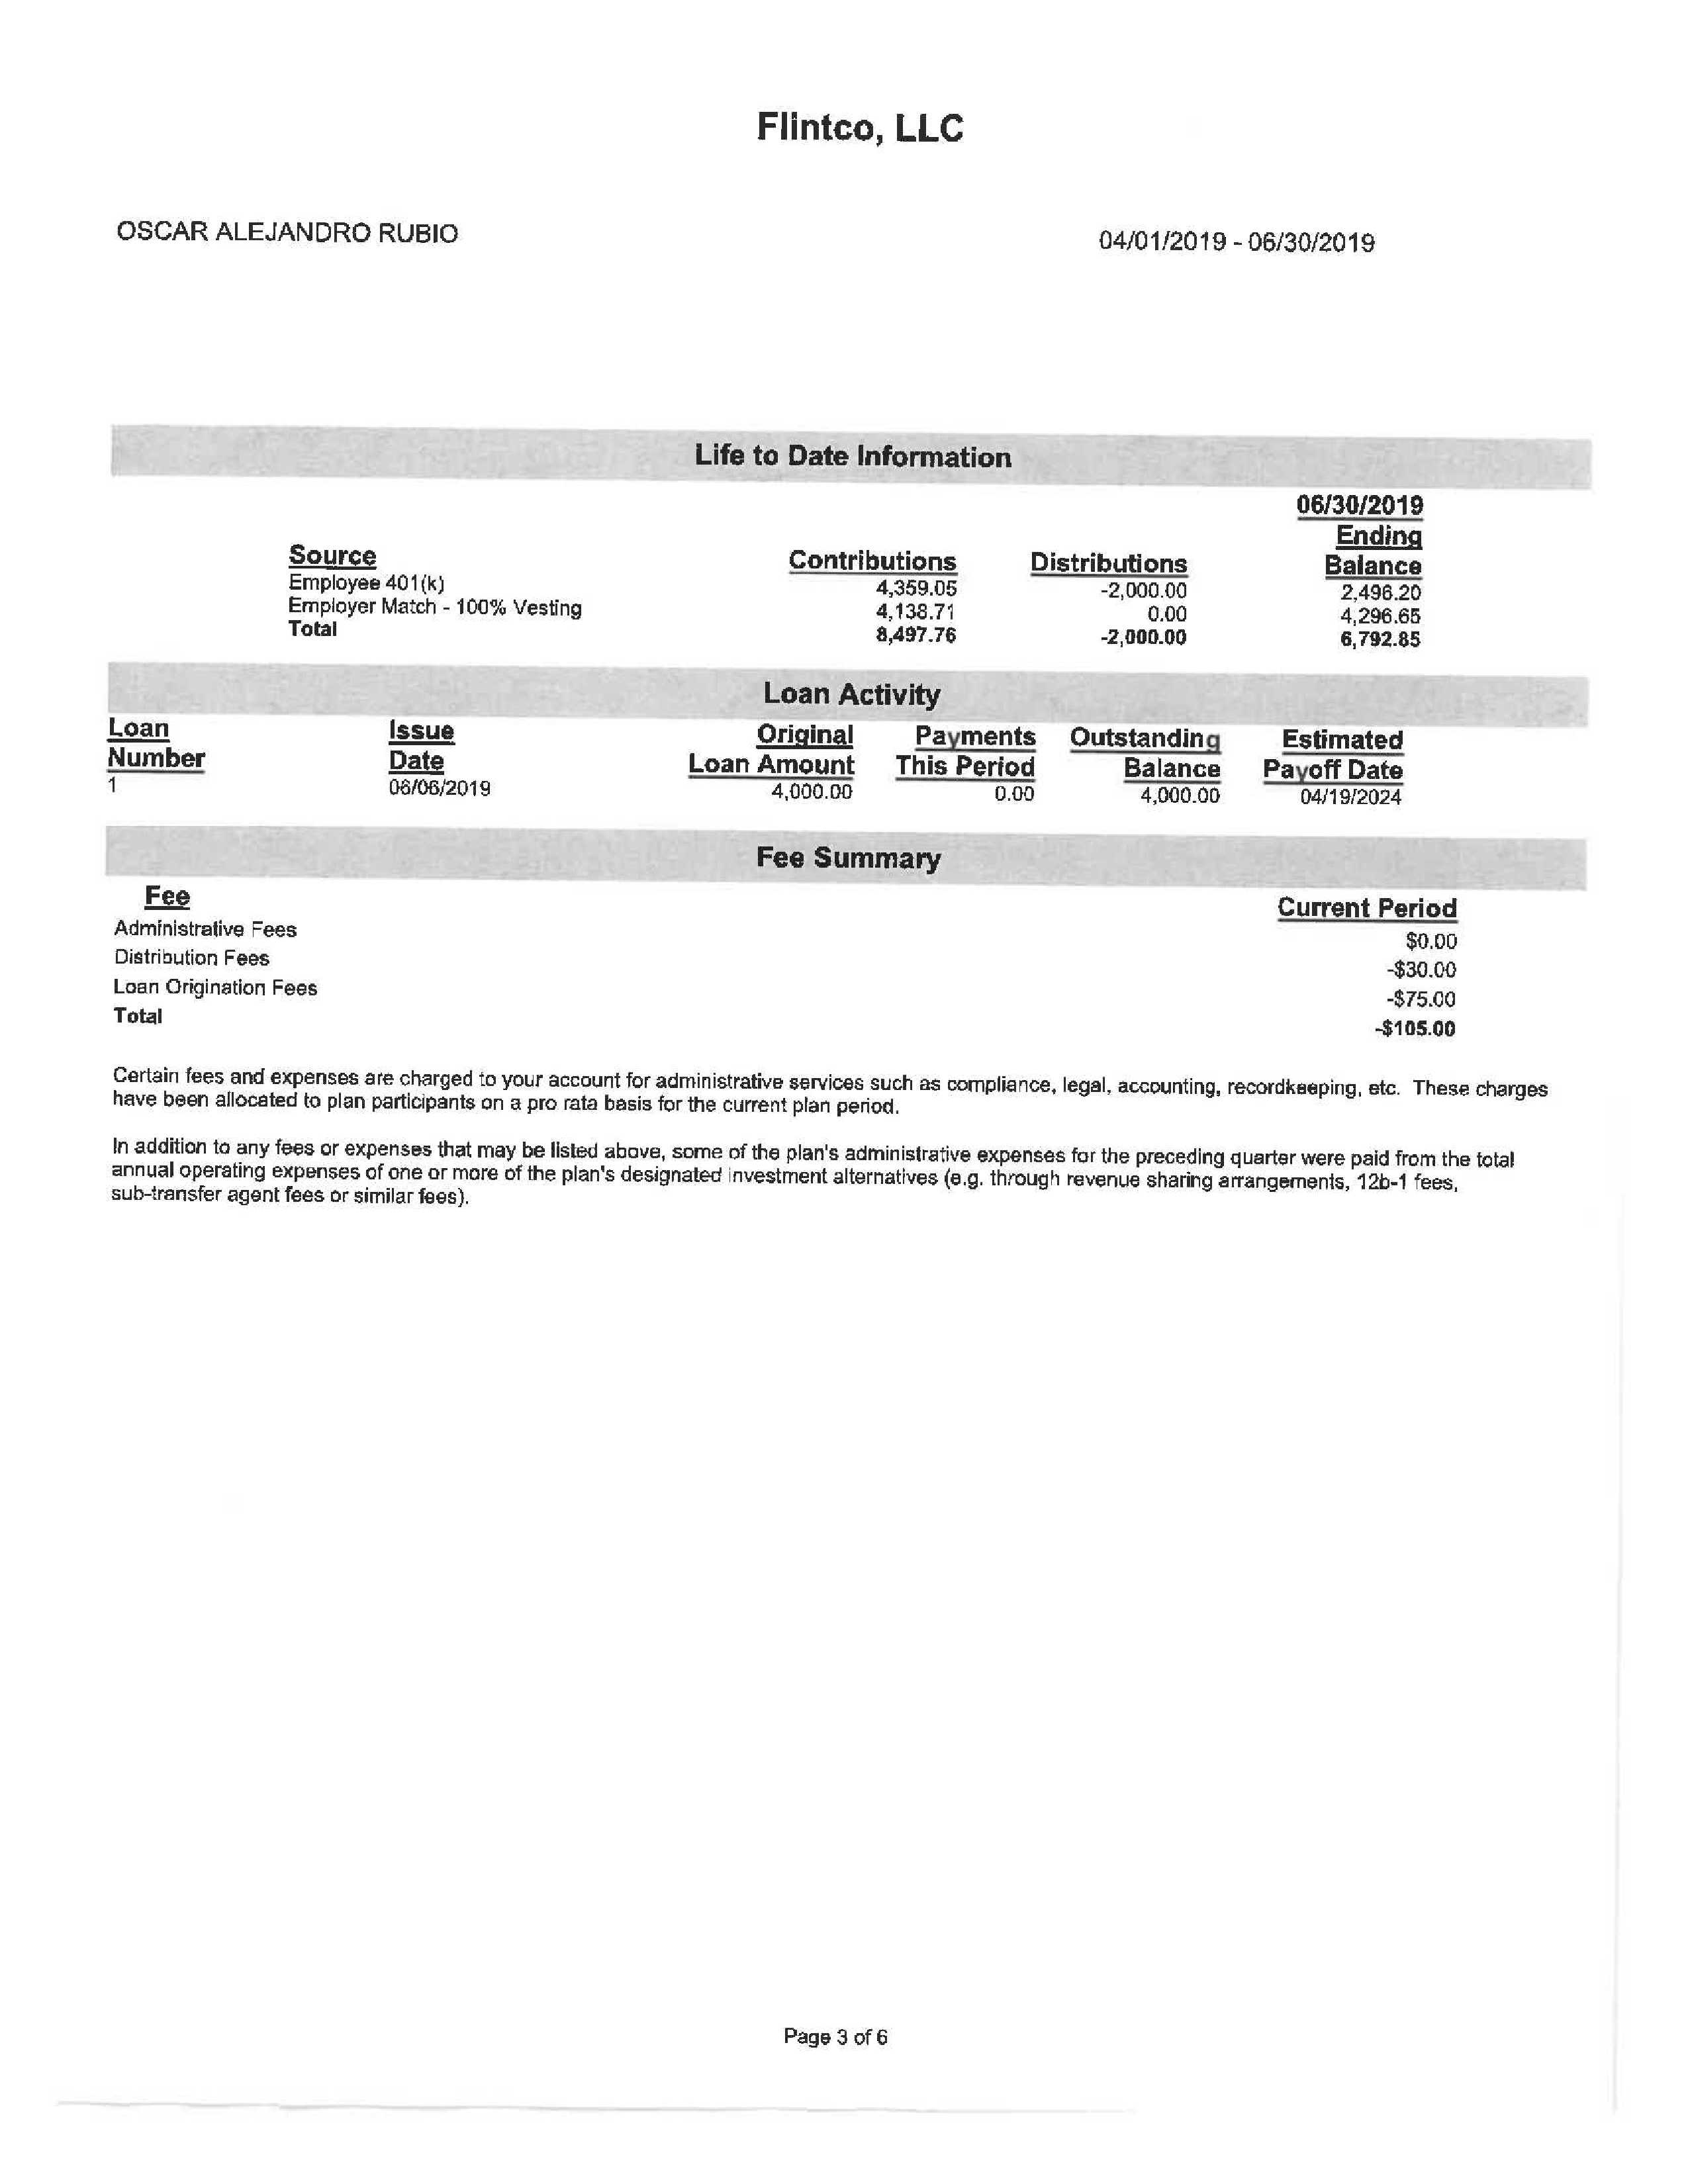 Flintco, LLC
OSCAR ALEJANDRO RUBIO
04/01/2019 - 06/30/2019
Life to Date Information
06/30/2019
Ending
Source Contributions Distributions Balance
Employee 401(k) 4,359.05 -2,000.00 2,496.20
Employer Match - 100% Vesting 4,138.71 0.00 4,296.65
Total 8,497.76 -2,000.00 6,792.85
Loan Activity
Loan Issue Original Payments Outstanding Estimated
Number Date Loan Amount This Period Balance Payoff Date
1 06/06/2019 4,000.00 0.00 4,000.00 04/19/2024
Fee Summary
Fee Current Period
Administrative Fees $0.00
Distribution Fees -$30.00
Loan Origination Fees -$75.00
Total -$105.00
Certain fees and expenses are charged to your account for administrative services such as compliance, legal, accounting, recordkeeping, etc. These charges
have been allocated to plan participants on a pro rata basis for the current plan period.
In addition to any fees or expenses that may be listed above, some of the plan's administrative expenses for the preceding quarter were paid from the total
annual operating expenses of one or more of the plan's designated investment alternatives (e.g. through revenue sharing arrangements, 12b-1 fees,
sub-transfer agent fees or similar fees).
Page 3 of 6